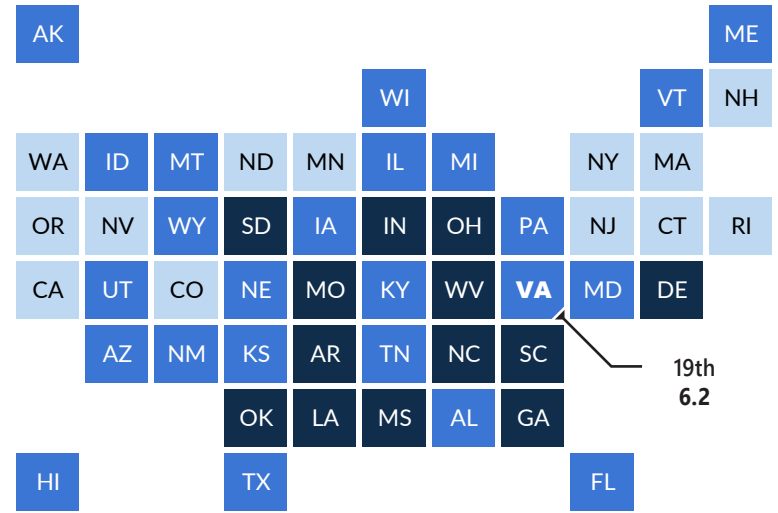 AK ME
WI VT NH
WA ID MT ND MN IL MI NY MA
OR NV WY SD IA IN OH PA NJ CT RI
CA UT CO NE MO KY WV VA MD DE
AZ NM KS AR TN NC SC
19th
6.2
OK LA MS AL GA
HI TX FL